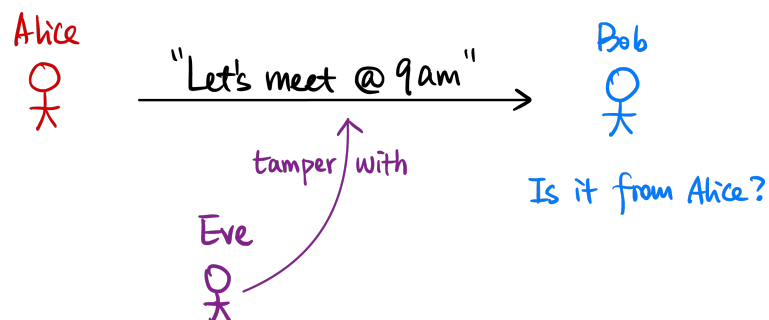 Alice
Bob
"Let's meet @ 9am"
tamper with
Is it from Alice?
Eve